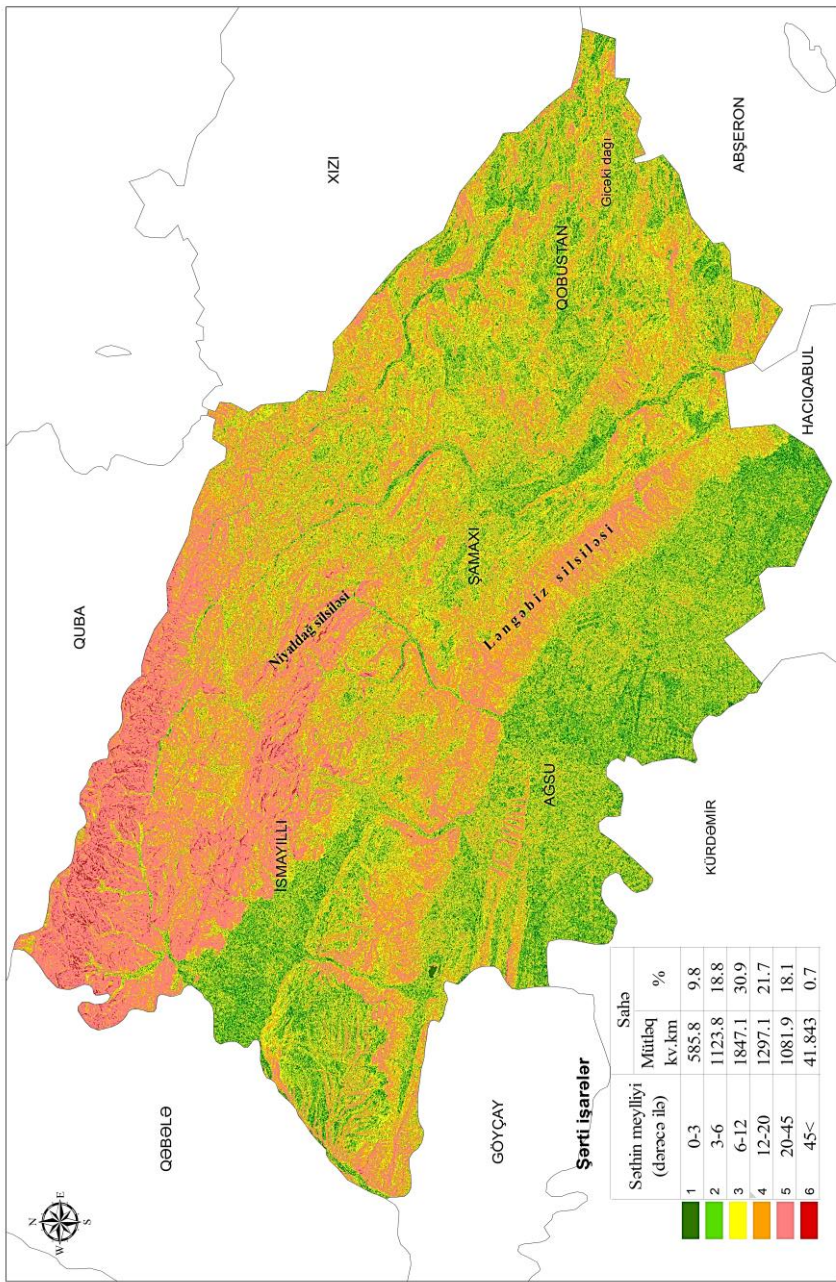 N
W E
S
QUBA
XIZI
QƏBƏLƏ
İSMAYILLI
Niyaldağ silsiləsi
ŞAMAXI
QOBUSTAN
Gicəki dağı
ABŞERON
Ləngəbiz silsiləsi
AĞSU
GÖYÇAY
KÜRDƏMİR
HACIQABUL
Şərti işarələr
Səthin meylliyi (dərəcə ilə) Sahə
Mütləq kv.km %
1 0-3 585.8 9.8
2 3-6 1123.8 18.8
3 6-12 1847.1 30.9
4 12-20 1297.1 21.7
5 20-45 1081.9 18.1
6 45< 41.843 0.7